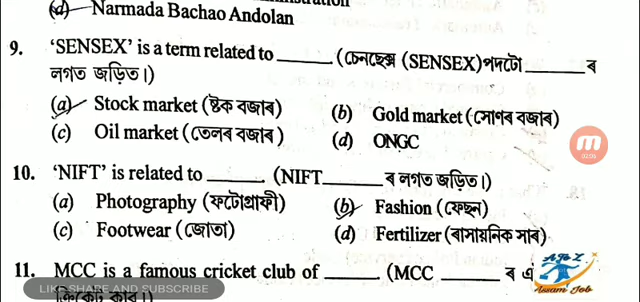 (d) Narmada Bachao Andolan
9. 'SENSEX' is a term related to ______ (চেনছেক্স (SENSEX)পদটো ______ ৰ
লগত জড়িত।)
(a) Stock market (ষ্টক বজাৰ) (b) Gold market (সোণৰ বজাৰ)
(c) Oil market (তেলৰ বজাৰ) (d) ONGC
10. 'NIFT' is related to ______. (NIFT______ ৰ লগত জড়িত।)
(a) Photography (ফটোগ্ৰাফী) (b) Fashion (ফেছন)
(c) Footwear (জোতা) (d) Fertilizer (ৰাসায়নিক সাৰ)
11. MCC is a famous cricket club of ______ (MCC ______ ৰ এ
LIKE SHARE AND SUBSCRIBE
A to Z
Assam Job
m